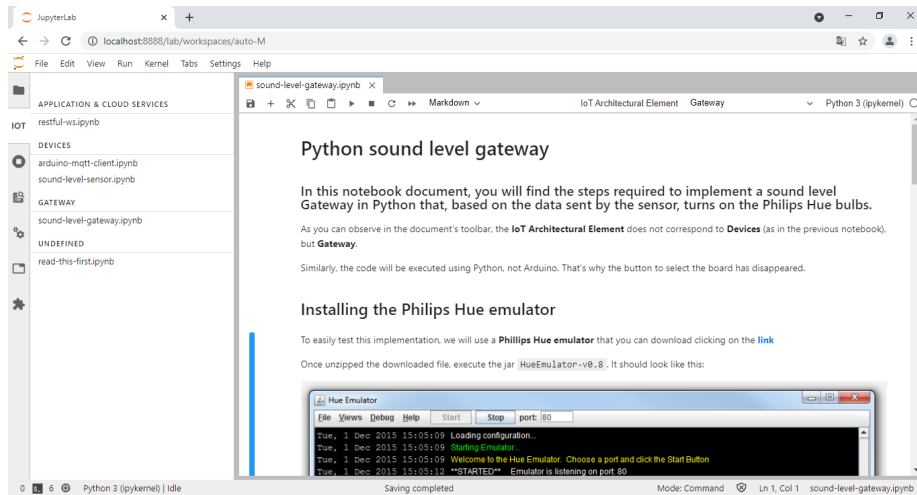 JupyterLab
localhost:8888/lab/workspaces/auto-M
File Edit View Run Kernel Tabs Settings Help
APPLICATION & CLOUD SERVICES
restful-ws.ipynb
DEVICES
arduino-mqtt-client.ipynb
sound-level-sensor.ipynb
GATEWAY
sound-level-gateway.ipynb
UNDEFINED
read-this-first.ipynb
IOT
sound-level-gateway.ipynb
Markdown IoT Architectural Element Gateway Python 3 (ipykernel)
Python sound level gateway
In this notebook document, you will find the steps required to implement a sound level
Gateway in Python that, based on the data sent by the sensor, turns on the Philips Hue bulbs.
As you can observe in the document's toolbar, the IoT Architectural Element does not correspond to Devices (as in the previous notebook),
but Gateway.
Similarly, the code will be executed using Python, not Arduino. That's why the button to select the board has disappeared.
Installing the Philips Hue emulator
To easily test this implementation, we will use a Phillips Hue emulator that you can download clicking on the link
Once unzipped the downloaded file, execute the jar HueEmulator-v0.8 . It should look like this:
Hue Emulator
File Views Debug Help Start Stop port: 80
Tue, 1 Dec 2015 15:05:09 Loading configuration...
Tue, 1 Dec 2015 15:05:09 Starting Emulator...
Tue, 1 Dec 2015 15:05:09 Welcome to the Hue Emulator. Choose a port and click the Start Button
Tue, 1 Dec 2015 15:05:12 **STARTED** Emulator is listening on port 80
0 6 Python 3 (ipykernel) | Idle Saving completed Mode: Command Ln 1, Col 1 sound-level-gateway.ipynb